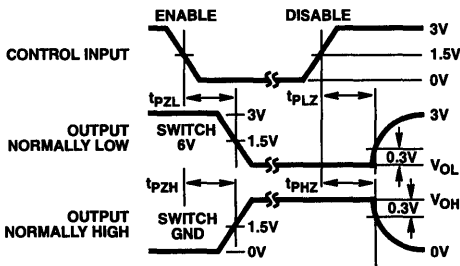 ENABLE DISABLE
CONTROL INPUT
3V
1.5V
0V
tPZL tPLZ
OUTPUT
NORMALLY LOW
SWITCH
6V
3V
1.5V
3V
0.3V
VOL
tPZH tPHZ
OUTPUT
NORMALLY HIGH
SWITCH
GND
1.5V
0V
VOH
0.3V
0V